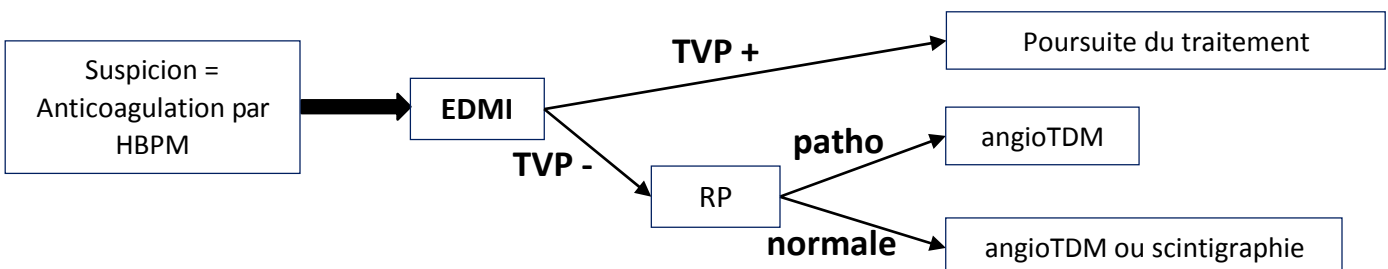 Suspicion =
Anticoagulation par
HBPM
EDMI
TVP +
Poursuite du traitement
TVP -
RP
patho
angioTDM
normale
angioTDM ou scintigraphie